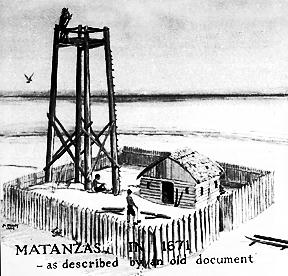 MATANZAS... IN 1671
- as described by an old document